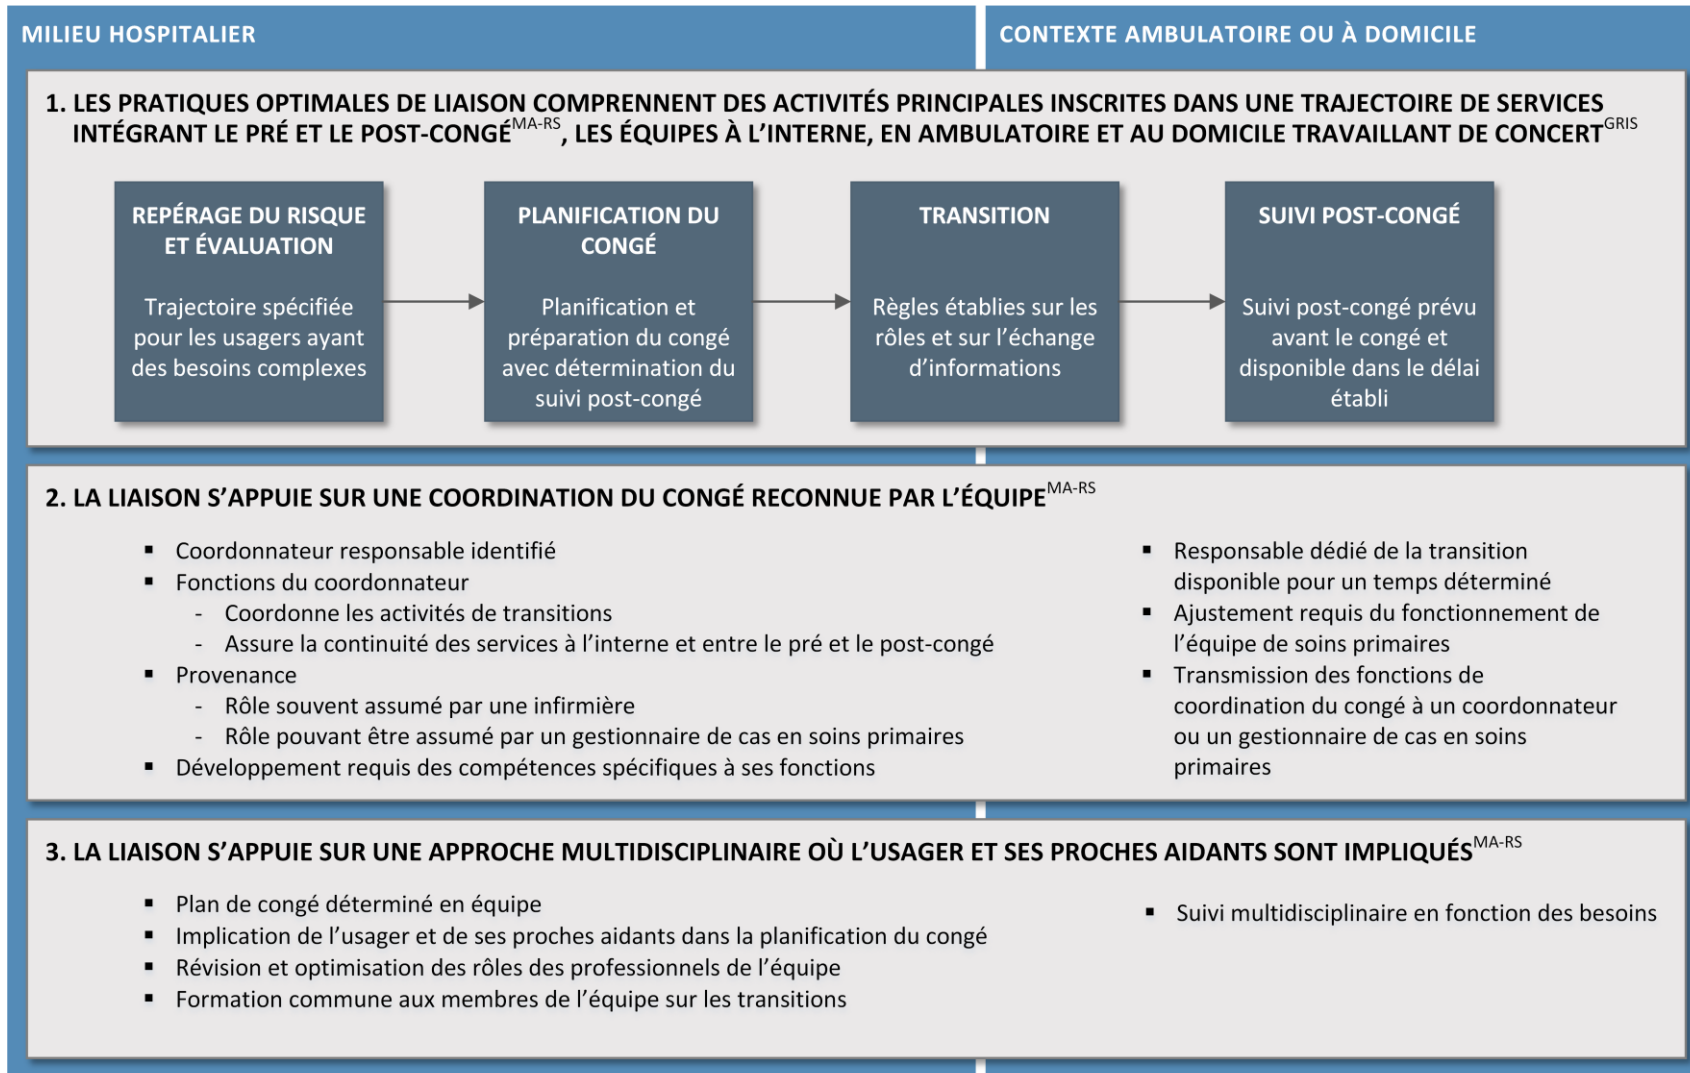 MILIEU HOSPITALIER
CONTEXTE AMBULATOIRE OU À DOMICILE
1. LES PRATIQUES OPTIMALES DE LIAISON COMPRENNENT DES ACTIVITÉS PRINCIPALES INSCRITES DANS UNE TRAJECTOIRE DE SERVICES
INTÉGRANT LE PRÉ ET LE POST-CONGÉ^MA-RS, LES ÉQUIPES À L’INTERNE, EN AMBULATOIRE ET AU DOMICILE TRAVAILLANT DE CONCERT^GRIS
REPÉRAGE DU RISQUE
ET ÉVALUATION
Trajectoire spécifiée
pour les usagers ayant
des besoins complexes
PLANIFICATION DU
CONGÉ
Planification et
préparation du congé
avec détermination du
suivi post-congé
TRANSITION
Règles établies sur les
rôles et sur l’échange
d’informations
SUIVI POST-CONGÉ
Suivi post-congé prévu
avant le congé et
disponible dans le délai
établi
2. LA LIAISON S’APPUIE SUR UNE COORDINATION DU CONGÉ RECONNUE PAR L’ÉQUIPE^MA-RS
▪ Coordonnateur responsable identifié
▪ Fonctions du coordonnateur
- Coordonne les activités de transitions
- Assure la continuité des services à l’interne et entre le pré et le post-congé
▪ Provenance
- Rôle souvent assumé par une infirmière
- Rôle pouvant être assumé par un gestionnaire de cas en soins primaires
▪ Développement requis des compétences spécifiques à ses fonctions
▪ Responsable dédié de la transition
disponible pour un temps déterminé
▪ Ajustement requis du fonctionnement de
l’équipe de soins primaires
▪ Transmission des fonctions de
coordination du congé à un coordonnateur
ou un gestionnaire de cas en soins
primaires
3. LA LIAISON S’APPUIE SUR UNE APPROCHE MULTIDISCIPLINAIRE OÙ L’USAGER ET SES PROCHES AIDANTS SONT IMPLIQUÉS^MA-RS
▪ Plan de congé déterminé en équipe
▪ Implication de l’usager et de ses proches aidants dans la planification du congé
▪ Révision et optimisation des rôles des professionnels de l’équipe
▪ Formation commune aux membres de l’équipe sur les transitions
▪ Suivi multidisciplinaire en fonction des besoins